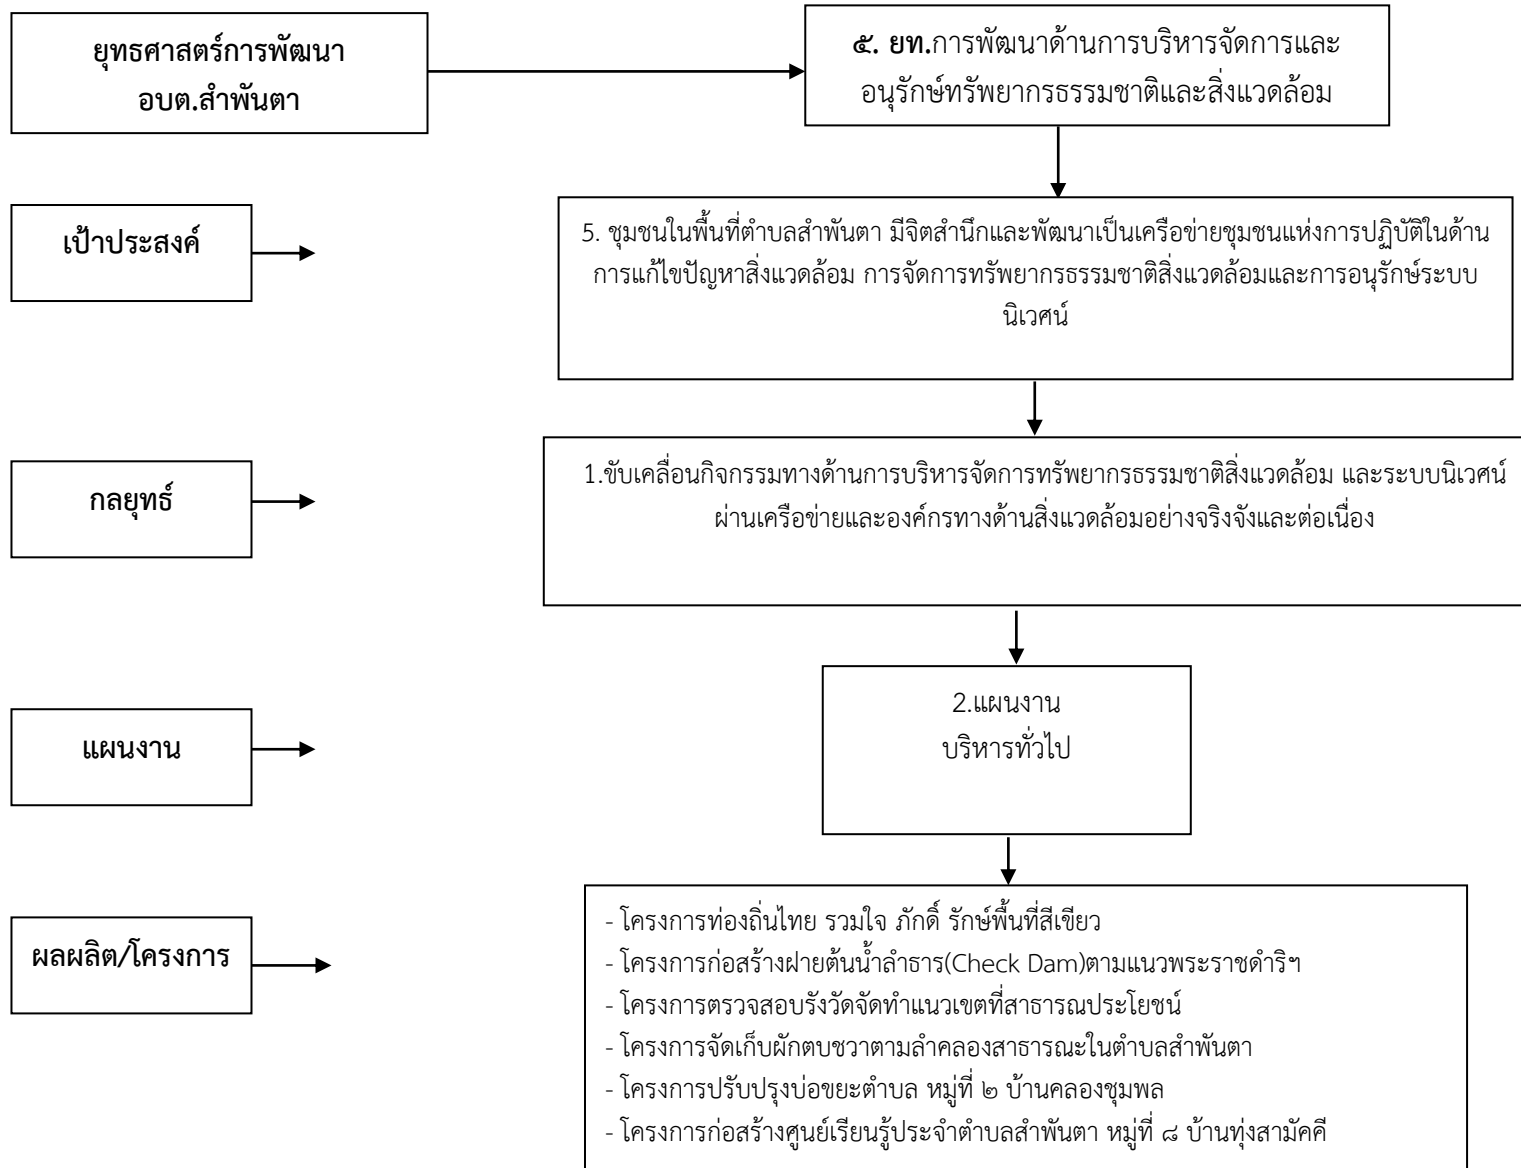 ยุทธศาสตร์การพัฒนา
อบต.สำพันตา
๕. ยท.การพัฒนาด้านการบริหารจัดการและ
อนุรักษ์ทรัพยากรธรรมชาติและสิ่งแวดล้อม
เป้าประสงค์
5. ชุมชนในพื้นที่ตำบลสำพันตา มีจิตสำนึกและพัฒนาเป็นเครือข่ายชุมชนแห่งการปฏิบัติในด้าน
การแก้ไขปัญหาสิ่งแวดล้อม การจัดการทรัพยากรธรรมชาติสิ่งแวดล้อมและการอนุรักษ์ระบบ
นิเวศน์
กลยุทธ์
1.ขับเคลื่อนกิจกรรมทางด้านการบริหารจัดการทรัพยากรธรรมชาติสิ่งแวดล้อม และระบบนิเวศน์
ผ่านเครือข่ายและองค์กรทางด้านสิ่งแวดล้อมอย่างจริงจังและต่อเนื่อง
แผนงาน
2.แผนงาน
บริหารทั่วไป
ผลผลิต/โครงการ
- โครงการท่องถิ่นไทย รวมใจ ภักดิ์ รักษ์พื้นที่สีเขียว
- โครงการก่อสร้างฝายต้นน้ำลำธาร(Check Dam)ตามแนวพระราชดำริฯ
- โครงการตรวจสอบรังวัดจัดทำแนวเขตที่สาธารณประโยชน์
- โครงการจัดเก็บผักตบชวาตามลำคลองสาธารณะในตำบลสำพันตา
- โครงการปรับปรุงบ่อขยะตำบล หมู่ที่ ๒ บ้านคลองชุมพล
- โครงการก่อสร้างศูนย์เรียนรู้ประจำตำบลสำพันตา หมู่ที่ ๘ บ้านทุ่งสามัคคี